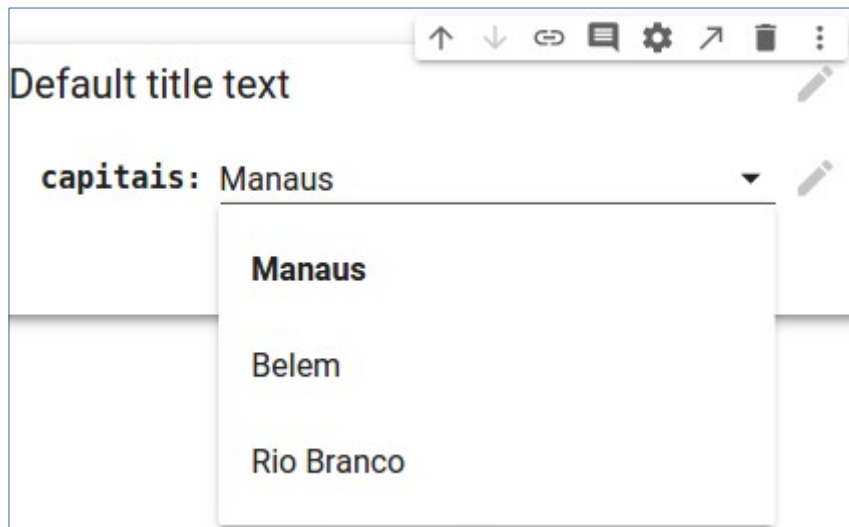 Default title text
capitais: Manaus
Manaus
Belem
Rio Branco